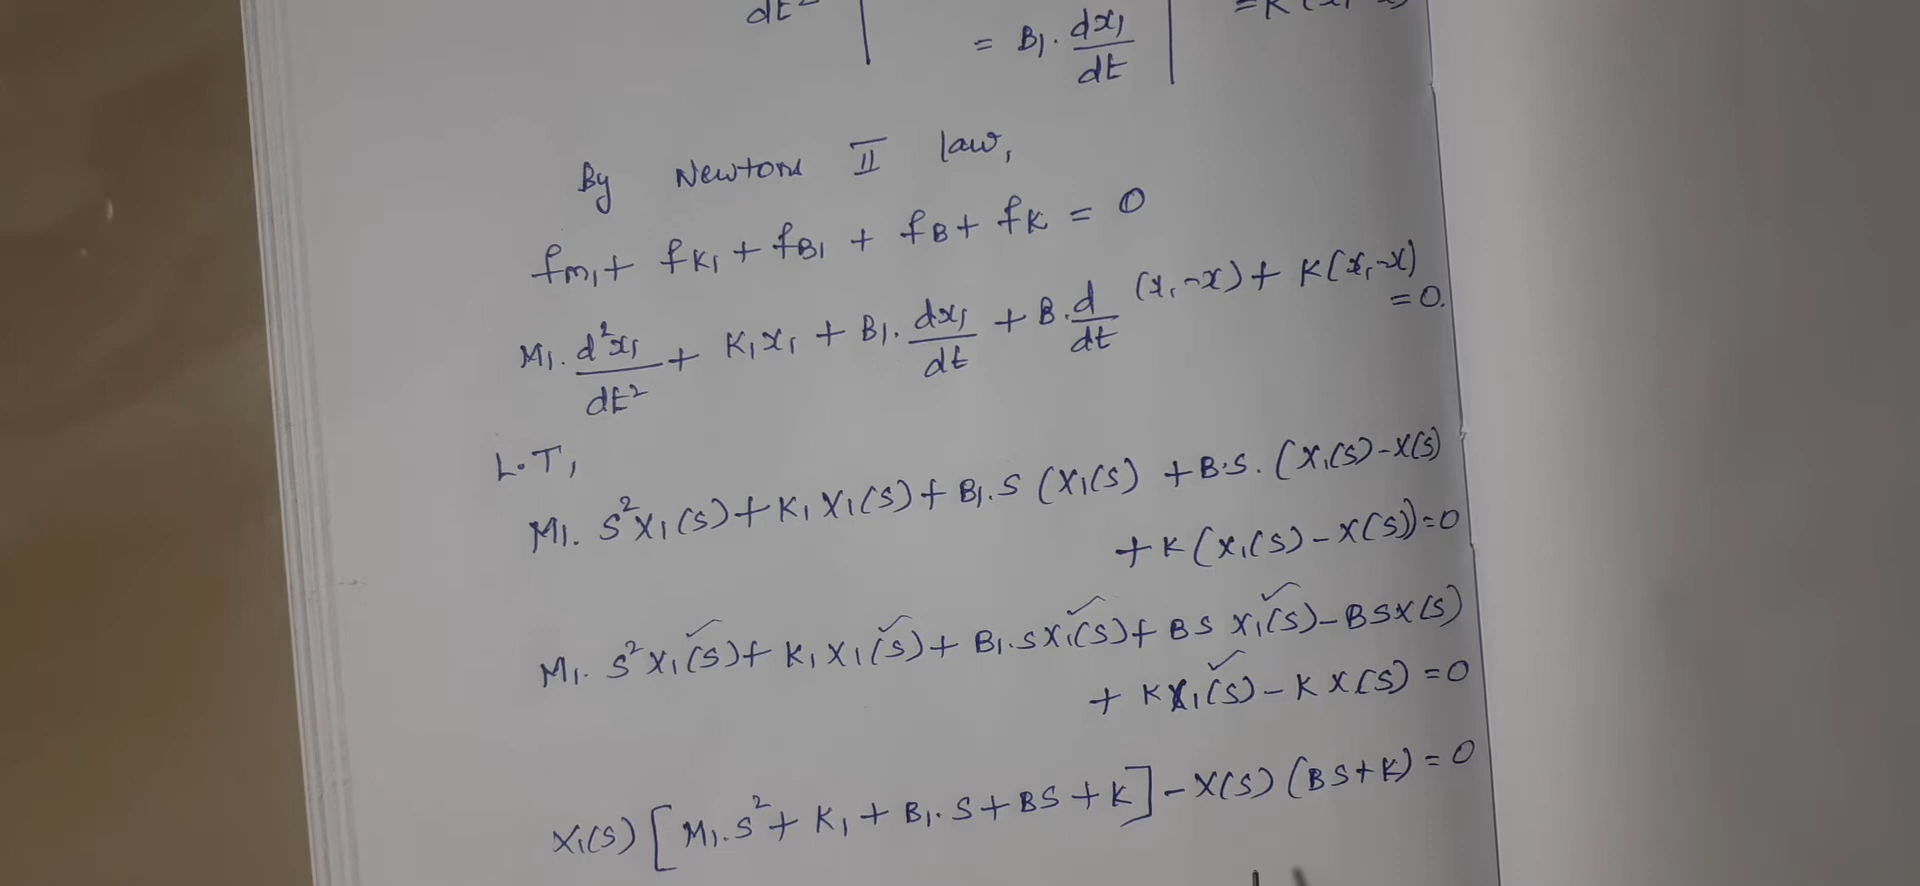 dt²
= B₁. dx₁/dt
=K(x₁-x)
By Newtons II law,
fm₁+ fK₁ + fB₁ + fB + fK = 0
M₁. d²x₁/dt² + K₁x₁ + B₁. dx₁/dt + B. d/dt (x₁-x) + K(x₁-x)
= 0.
L.T,
M₁. S²X₁(S)+K₁X₁(S)+B₁.S (X₁(S) + B.S. (X₁(S)-X(S)
+ K (X₁(S) - X(S))=0
M₁. S²X₁(S)+ K₁X₁(S)+ B₁.SX₁(S)+ BS X₁(S)-BSX(S)
+ KX₁(S) - K X(S) = 0
X₁(S) [M₁.S²+ K₁ + B₁.S + BS + K] - X(S) (BS+K) = 0